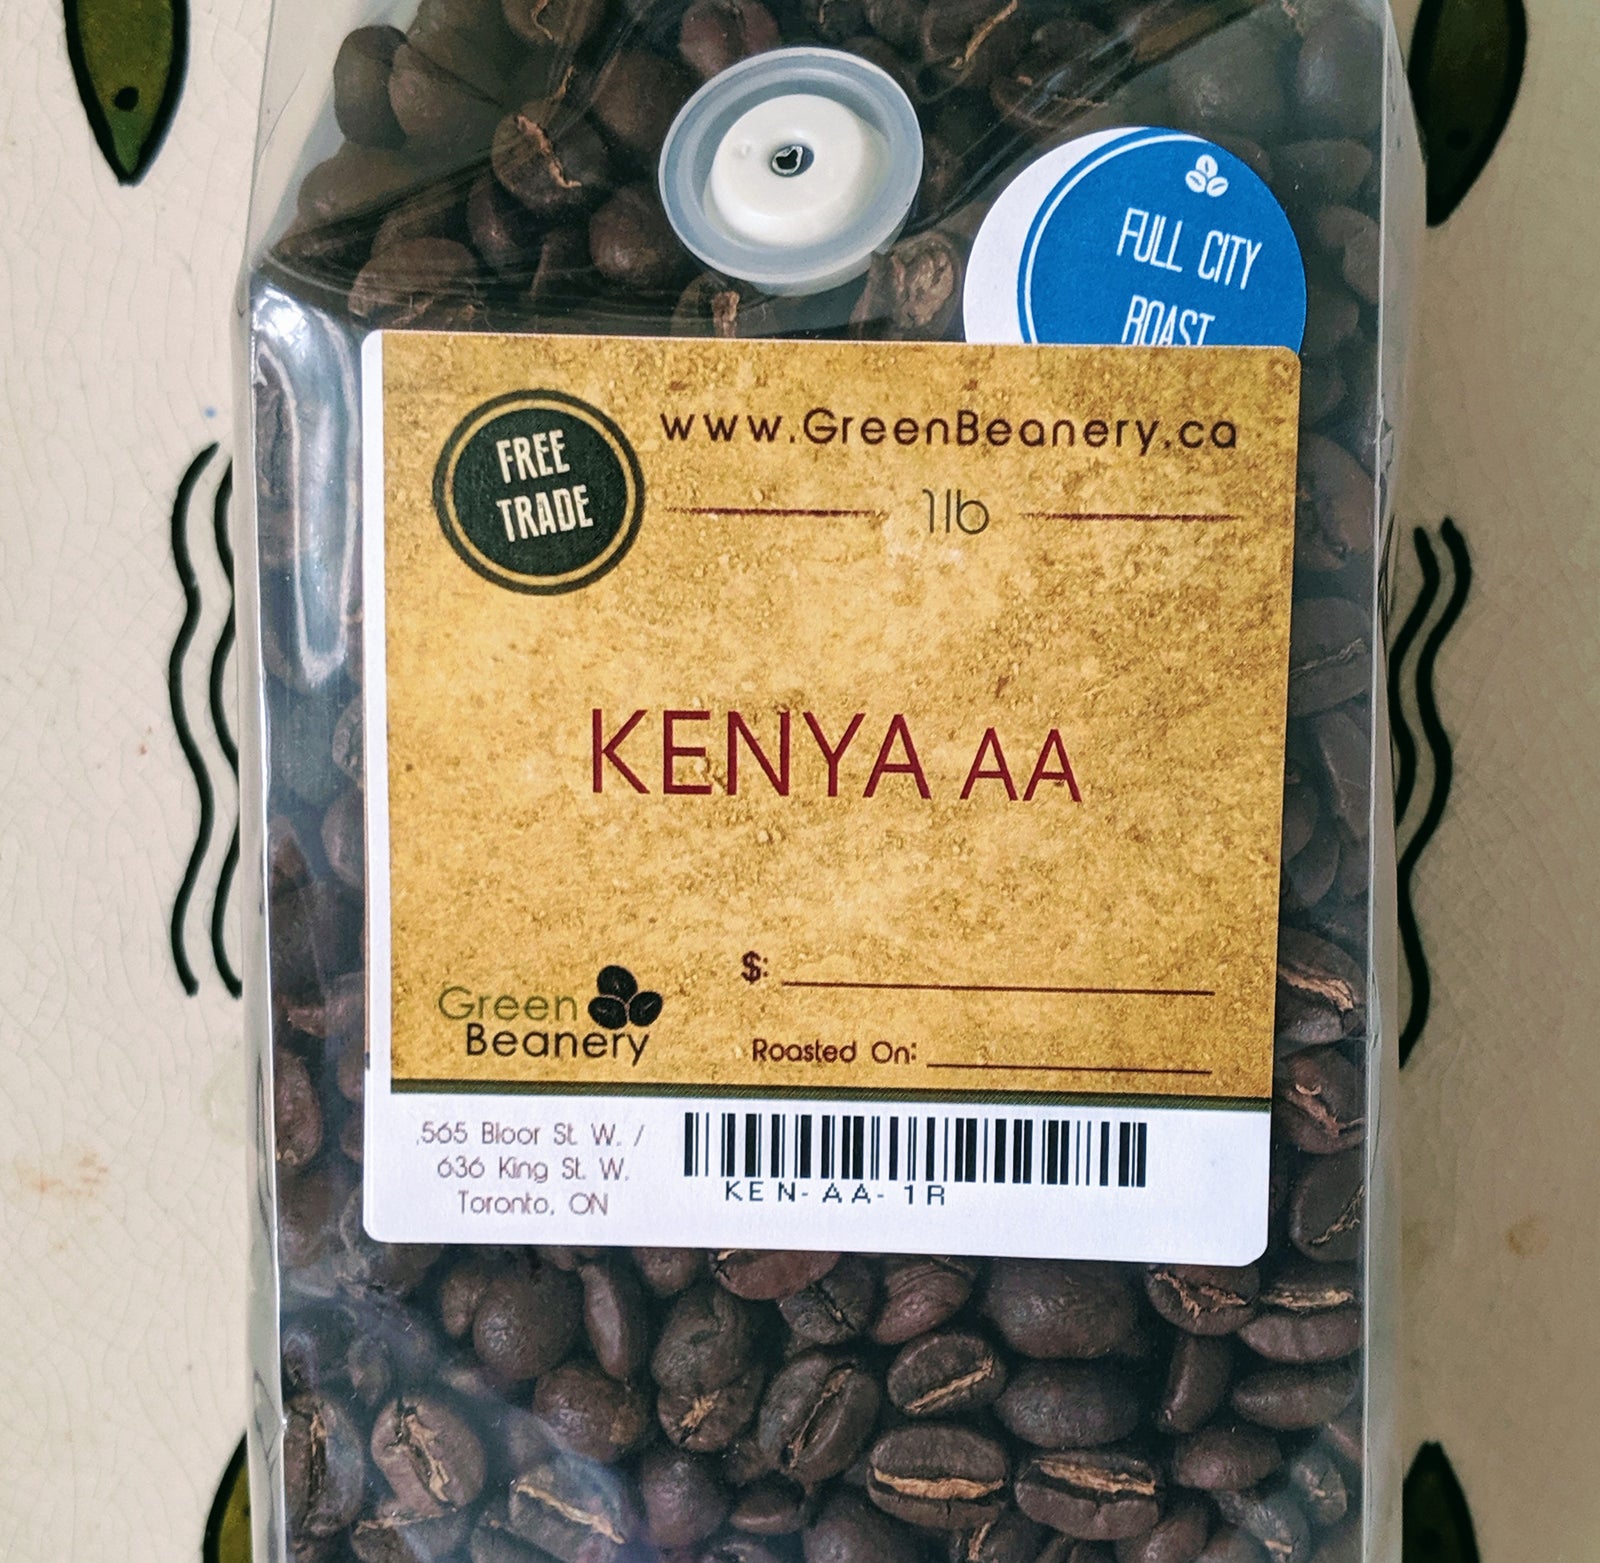 FULL CITY
ROAST
FREE
TRADE
www.GreenBeanery.ca
1lb
KENYA AA
$:
Green
Beanery
Roasted On:
565 Bloor St. W. /
636 King St. W.
Toronto, ON
KEN-AA-1R